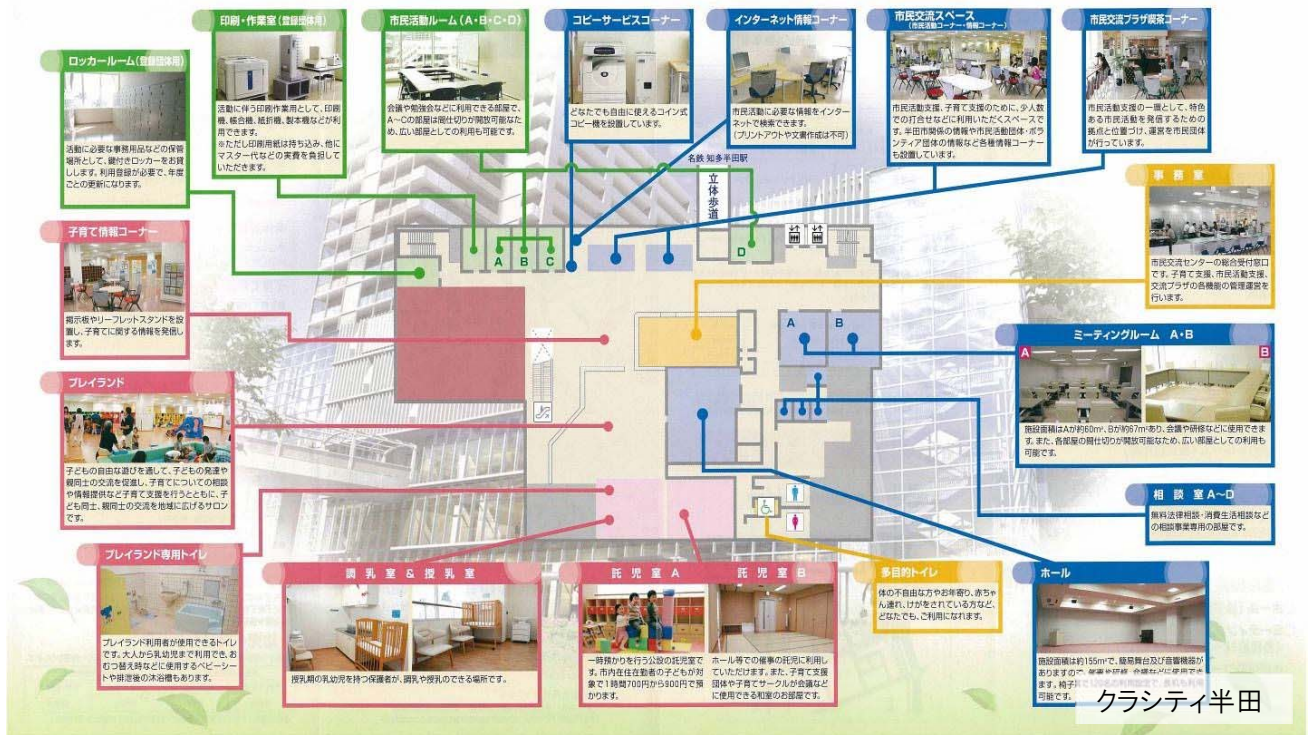 印刷・作業室(登録団体用)
活動に伴う印刷作業用として、印刷
機、帳合機、紙折機、製本機などが利
用できます。
※ただし印刷用紙は持ち込み、他に
マスター代などの実費を負担して
いただきます。
市民活動ルーム(A・B・C・D)
会議や勉強会などに利用できる部屋で、
A〜Cの部屋は間仕切りが開放可能なた
め、広い部屋としての利用も可能です。
コピーサービスコーナー
どなたでも自由に使えるコイン式
コピー機を設置しています。
インターネット情報コーナー
市民活動に必要な情報をインター
ネットで検索できます。
(プリントアウトや文書作成は不可)
市民交流スペース
(市民活動コーナー・情報コーナー)
市民活動支援、子育て支援のために、少人数
での打合せなどに利用いただくスペースで
す。半田市関係の情報や市民活動団体・ボラ
ンティア団体の情報など各種情報コーナー
も設置しています。
市民交流プラザ喫茶コーナー
市民活動支援の一環として、特色
ある市民活動を発信するための
拠点と位置づけ、運営を市民団体
が行っています。
ロッカールーム(登録団体用)
活動に必要な事務用品などの保管
場所として、鍵付きロッカーをお貸
しします。利用登録が必要で、年度
ごとの更新になります。
名鉄 知多半田駅
立体歩道
事務室
市民交流センターの総合受付窓口
です。子育て支援、市民活動支援、
交流プラザの各機能の管理運営を
行います。
子育て情報コーナー
掲示板やリーフレットスタンドを設
置し、子育てに関する情報を発信し
ます。
A B C
D
A B
ミーティングルーム A・B
A
B
施設面積はAが約60m²、Bが約67m²あり、会議や研修などに使用できま
す。また、各部屋の間仕切りが開放可能なため、広い部屋としての利用も
可能です。
プレイランド
子どもの自由な遊びを通して、子どもの発達や
親同士の交流を促進し、子育てについての相談
や情報提供など子育て支援を行うとともに、子
ども同士、親同士の交流を地域に広げるサロン
です。
相談室A〜D
無料法律相談・消費生活相談など
の相談事業専用の部屋です。
プレイランド専用トイレ
プレイランド利用者が使用できるトイレ
です。大人から乳幼児まで利用でき、お
むつ替え時などに使用するベビーシー
トや排泄後の沐浴槽もあります。
調乳室&授乳室
授乳期の乳幼児を持つ保護者が、調乳や授乳のできる場所です。
託児室A
託児室B
一時預かりを行う公設の託児室で
す。市内在住在勤者の子どもが対
象で1時間700円から900円で預
かります。
ホール等での催事の託児に利用し
ていただけます。また、子育て支援
団体や子育てサークルが会議など
に使用できる和室のお部屋です。
多目的トイレ
体の不自由な方やお年寄り、赤ちゃ
ん連れ、けがをされている方など、
どなたでも、ご利用になれます。
ホール
施設面積は約155m²で、簡易舞台及び音響機器が
ありますので、催事や研修、会議などに使用でき
ます。椅子
可能です。
クラシティ半田